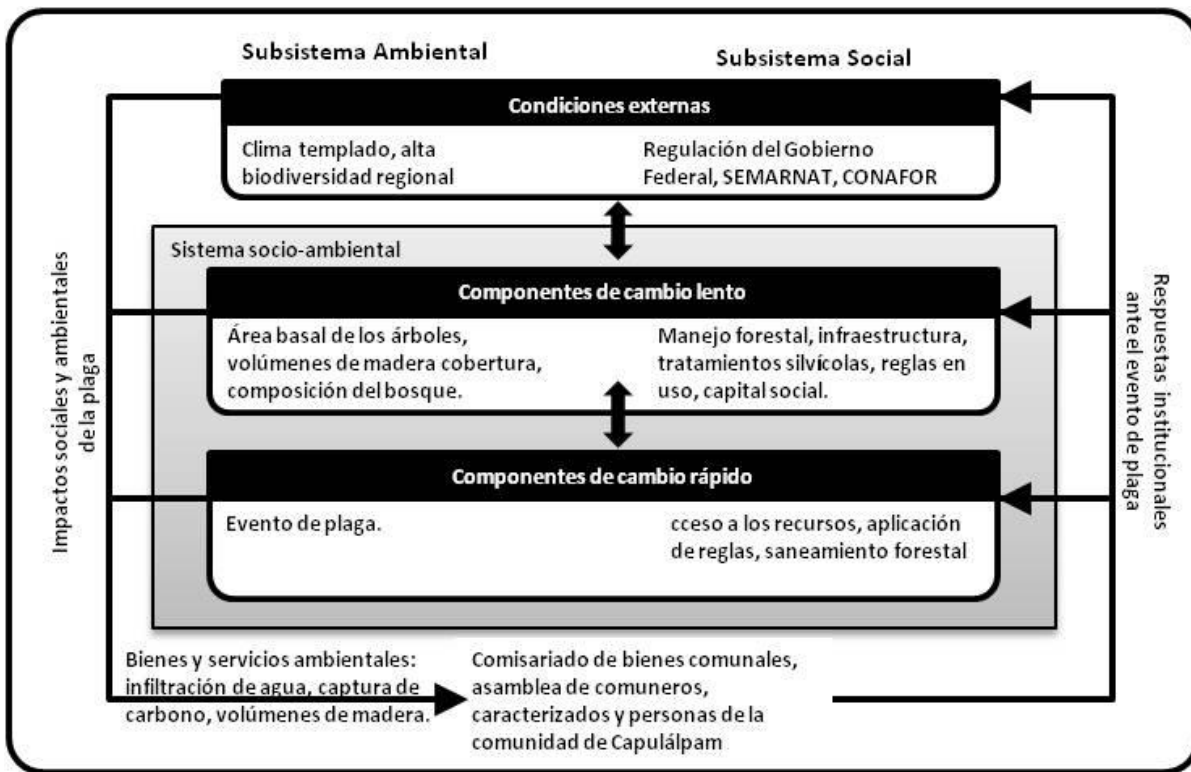 Subsistema Ambiental
Subsistema Social
Condiciones externas
Clima templado, alta
biodiversidad regional
Regulación del Gobierno
Federal, SEMARNAT, CONAFOR
Sistema socio-ambiental
Componentes de cambio lento
Área basal de los árboles,
volúmenes de madera cobertura,
composición del bosque.
Manejo forestal, infraestructura,
tratamientos silvícolas, reglas en
uso, capital social.
Componentes de cambio rápido
Evento de plaga.
cceso a los recursos, aplicación
de reglas, saneamiento forestal
Impactos sociales y ambientales
de la plaga
Respuestas institucionales
ante el evento de plaga
Bienes y servicios ambientales:
infiltración de agua, captura de
carbono, volúmenes de madera.
Comisariado de bienes comunales,
asamblea de comuneros,
caracterizados y personas de la
comunidad de Capulálpam